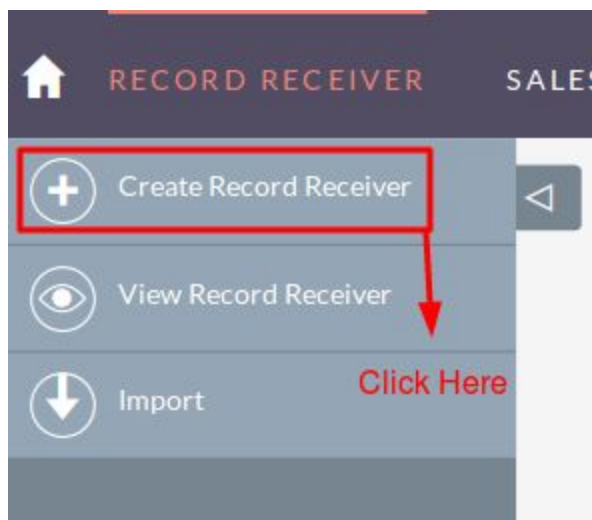 RECORD RECEIVER SALES
Create Record Receiver
View Record Receiver
Click Here
Import